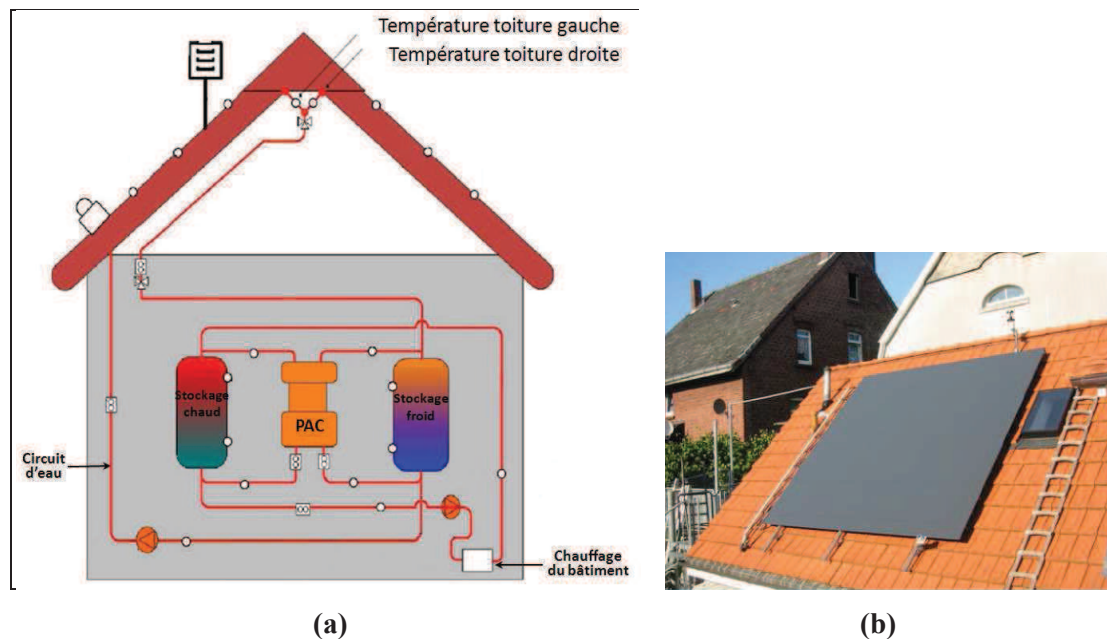 Température toiture gauche
Température toiture droite
Stockage
chaud
PAC
Stockage
froid
Circuit
d'eau
Chauffage
du bâtiment
(a)
(b)